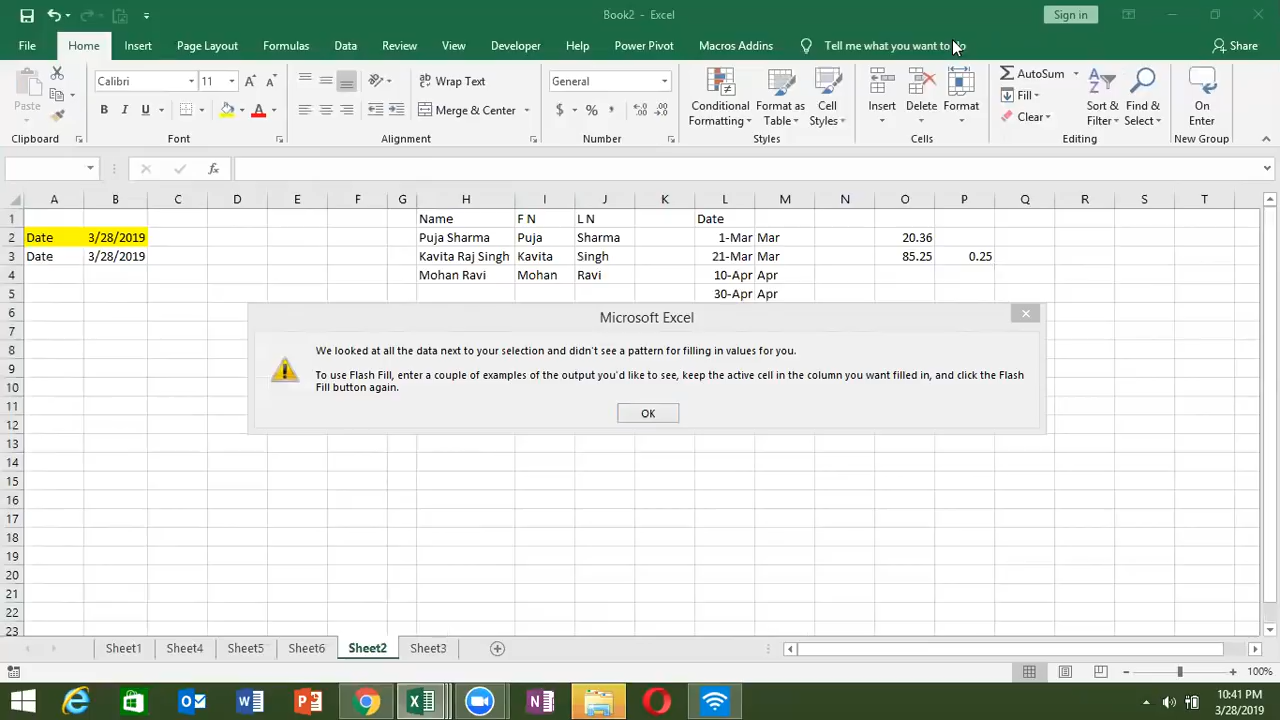 Book2 - Excel
Sign in
File Home Insert Page Layout Formulas Data Review View Developer Help Power Pivot Macros Addins Tell me what you want to do Share
Paste
Clipboard
Calibri 11
B I U
A A
Font
Wrap Text
Merge & Center
Alignment
General
$ % ,
Number
Conditional Formatting
Format as Table
Cell Styles
Styles
Insert Delete Format
Cells
AutoSum
Fill
Clear
Sort & Filter
Find & Select
Editing
On Enter
New Group
fx
A B C D E F G H I J K L M N O P Q R S T
1 Name F N L N Date
2 Date 3/28/2019 Puja Sharma Puja Sharma 1-Mar Mar 20.36
3 Date 3/28/2019 Kavita Raj Singh Kavita Singh 21-Mar Mar 85.25 0.25
4 Mohan Ravi Mohan Ravi 10-Apr Apr
5 30-Apr Apr
6
7
8
9
10
11
12
13
14
15
16
17
18
19
20
21
22
23
Microsoft Excel
We looked at all the data next to your selection and didn't see a pattern for filling in values for you.
To use Flash Fill, enter a couple of examples of the output you'd like to see, keep the active cell in the column you want filled in, and click the Flash
Fill button again.
OK
Sheet1 Sheet4 Sheet5 Sheet6 Sheet2 Sheet3
100%
10:41 PM
3/28/2019